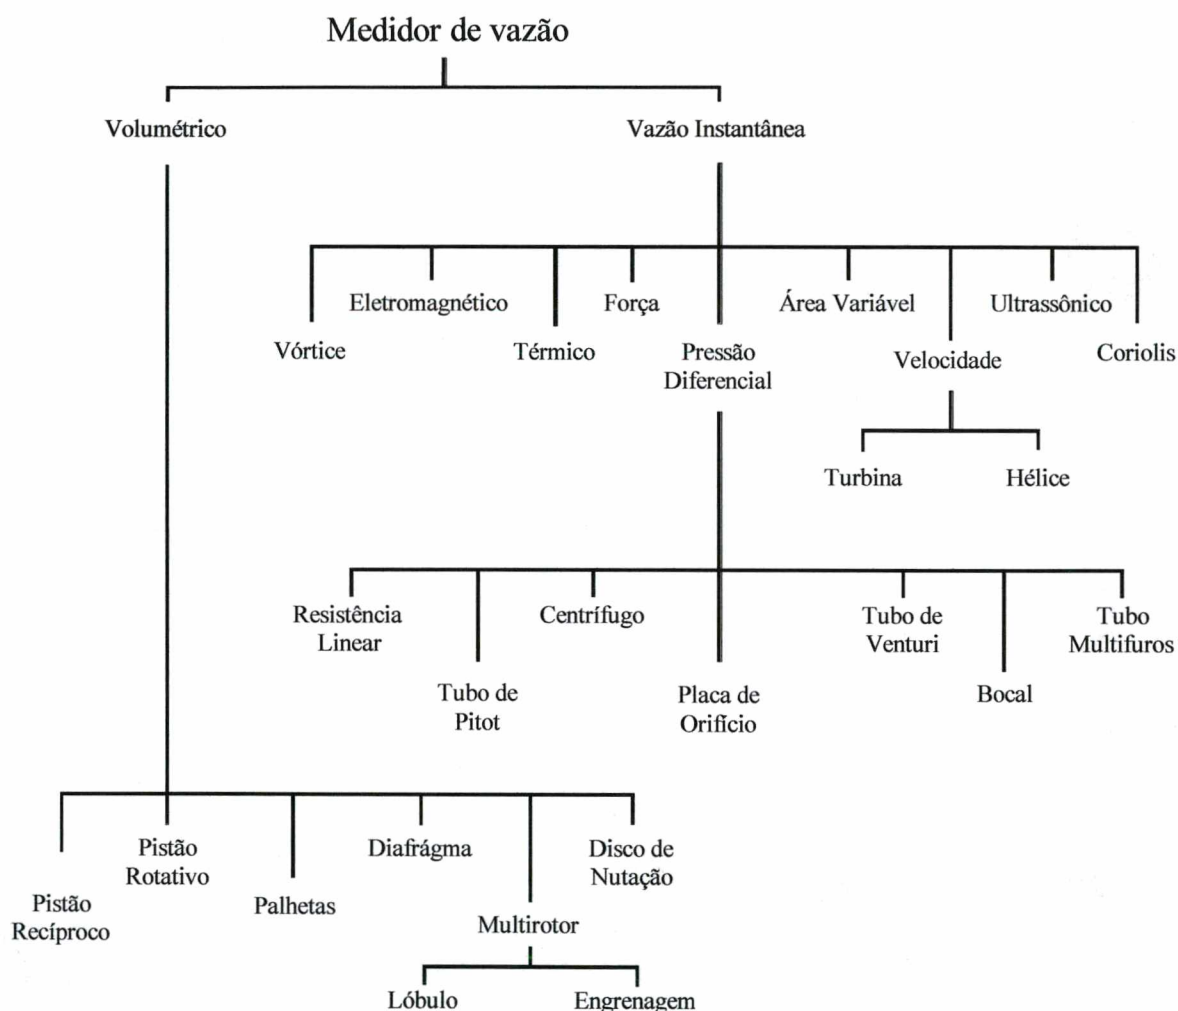 Medidor de vazão
Volumétrico
Vazão Instantânea
Eletromagnético
Força
Área Variável
Ultrassônico
Vórtice
Térmico
Pressão
Diferencial
Velocidade
Coriolis
Turbina
Hélice
Resistência
Linear
Centrífugo
Tubo de
Venturi
Tubo
Multifuros
Tubo de
Pitot
Placa de
Orifício
Bocal
Pistão
Rotativo
Diafrágma
Disco de
Nutação
Pistão
Recíproco
Palhetas
Multirotor
Lóbulo
Engrenagem